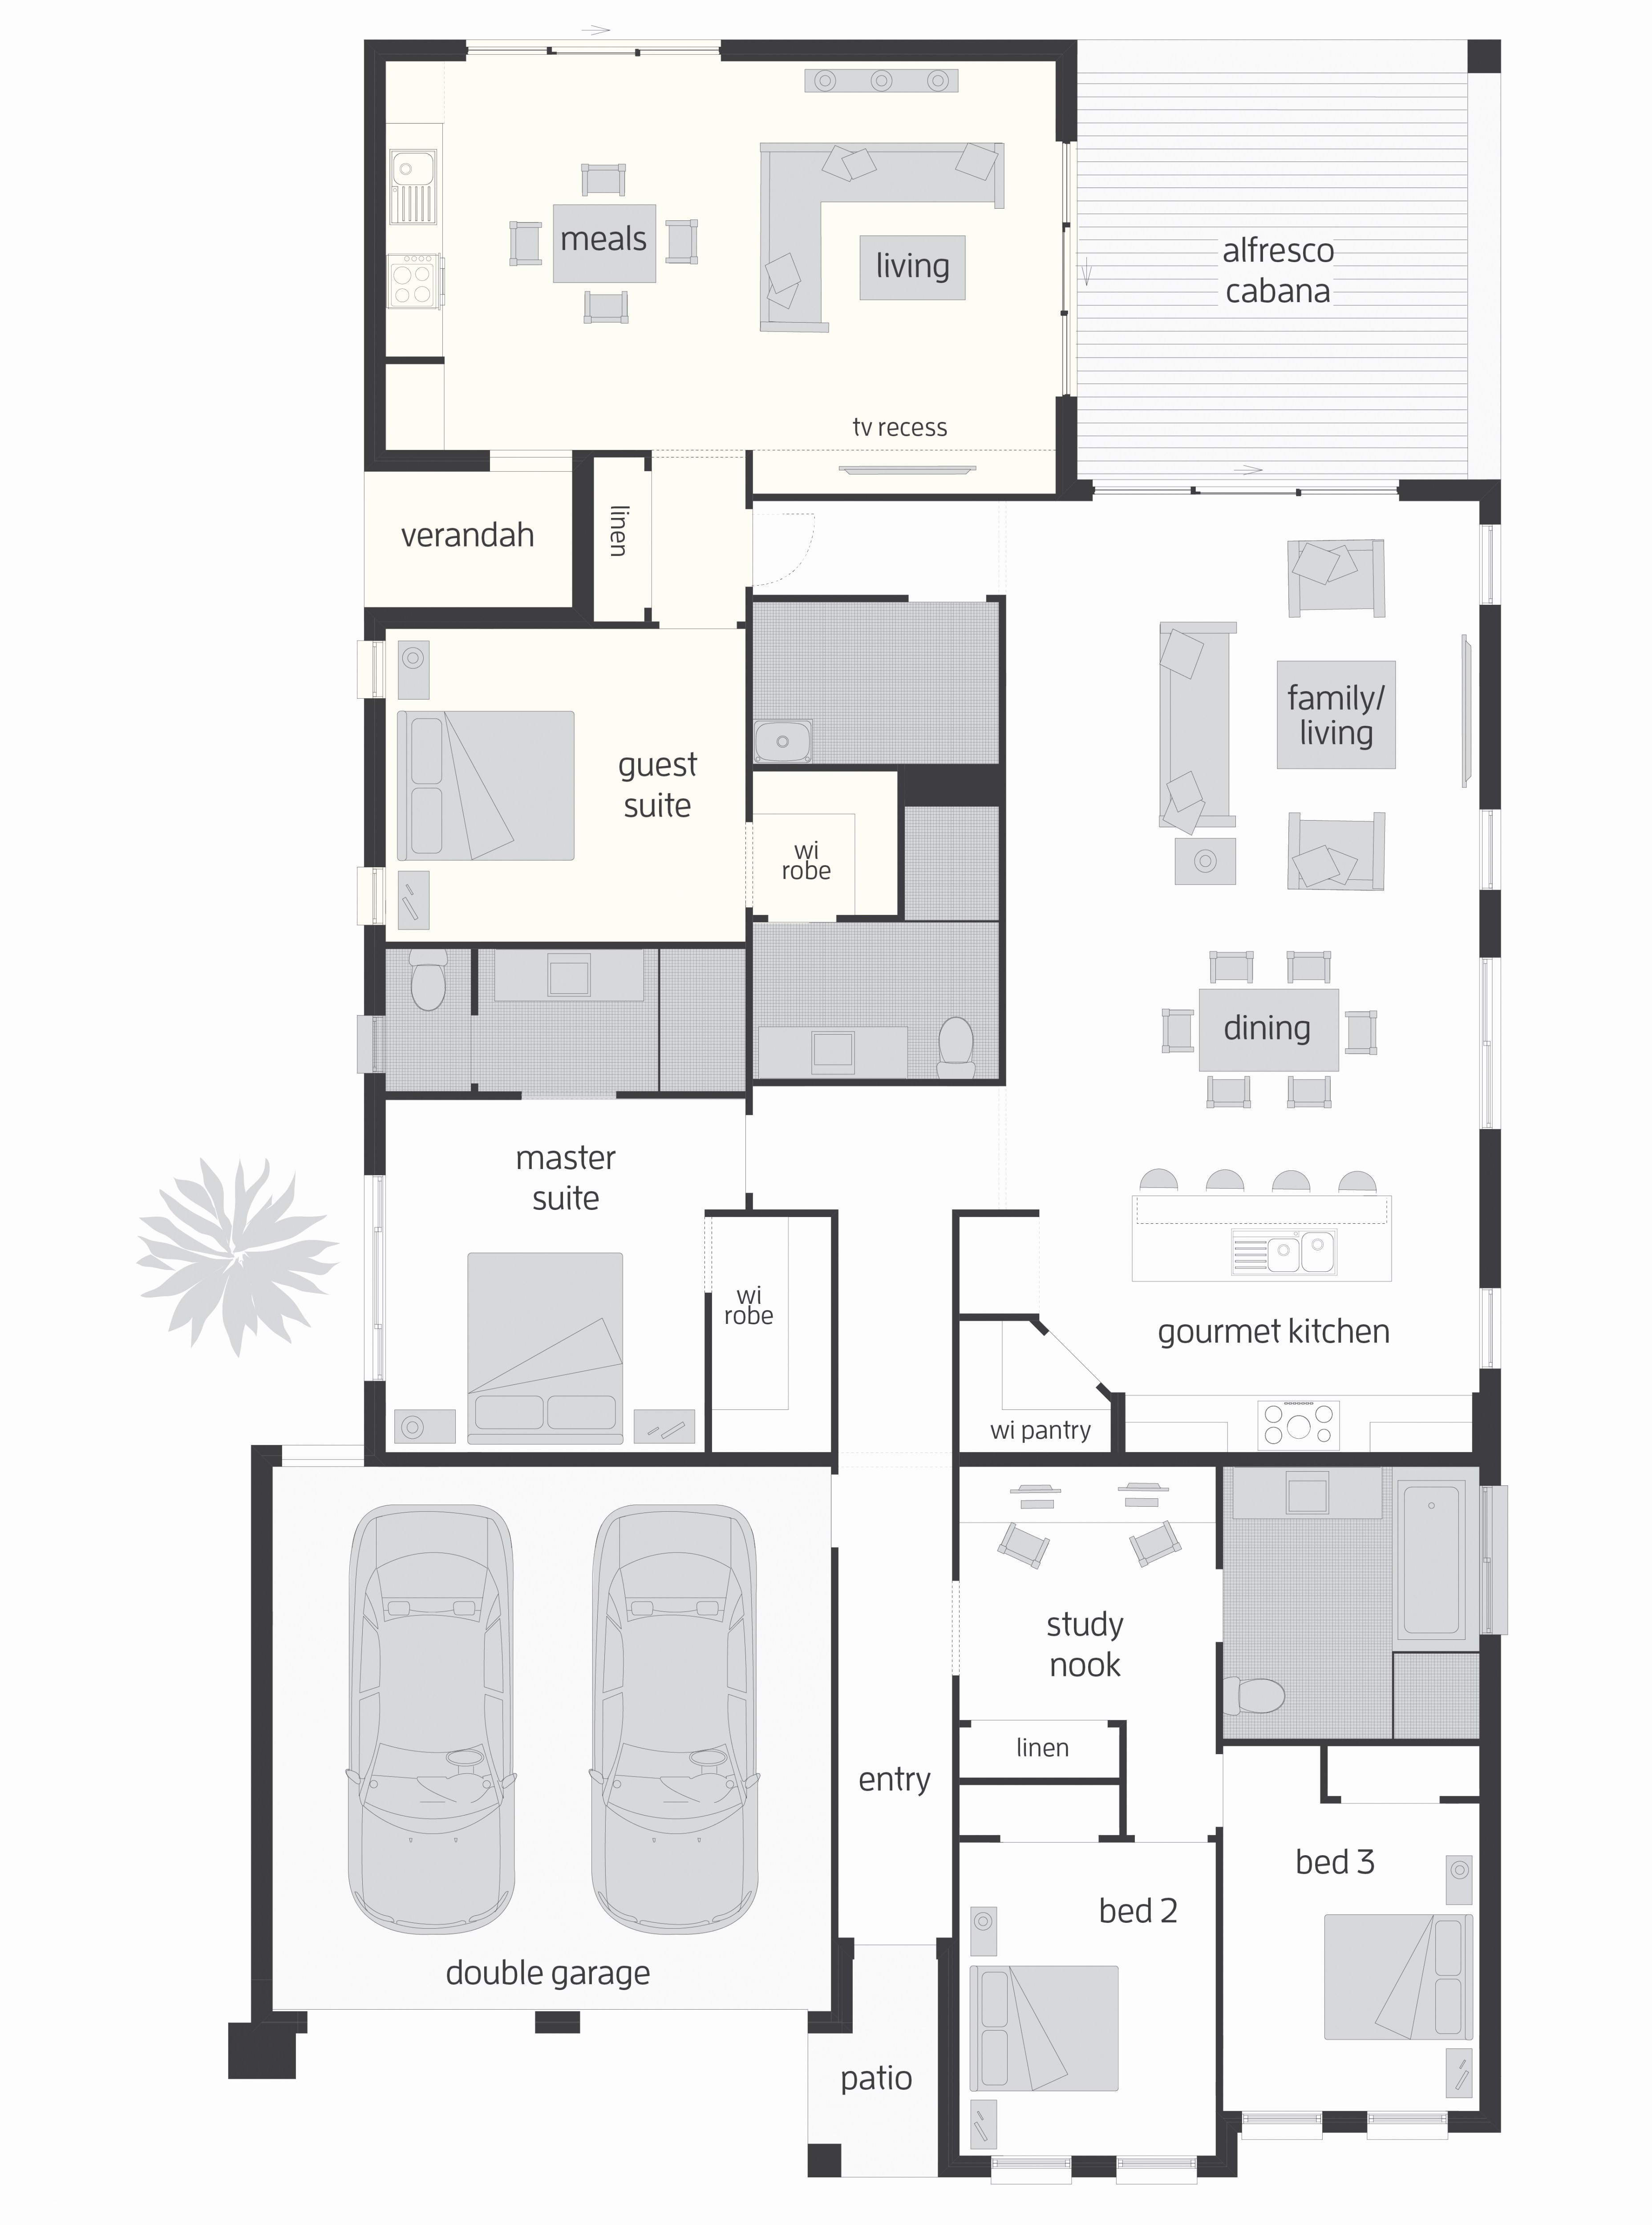 meals
living
alfresco
cabana
tv recess
verandah
linen
guest
suite
family/
living
wi
robe
dining
master
suite
wi
robe
gourmet kitchen
wi pantry
study
nook
linen
entry
bed 3
bed 2
double garage
patio